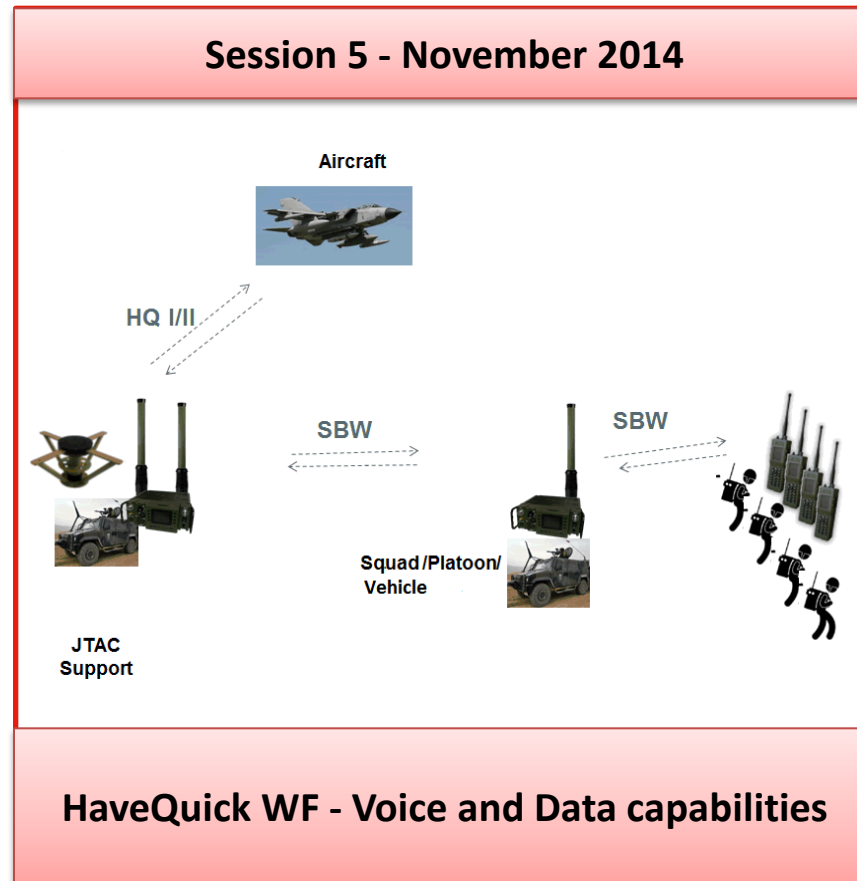 Session 5 - November 2014
Aircraft
HQ I/II
SBW
SBW
Squad/Platoon/
Vehicle
JTAC
Support
HaveQuick WF - Voice and Data capabilities